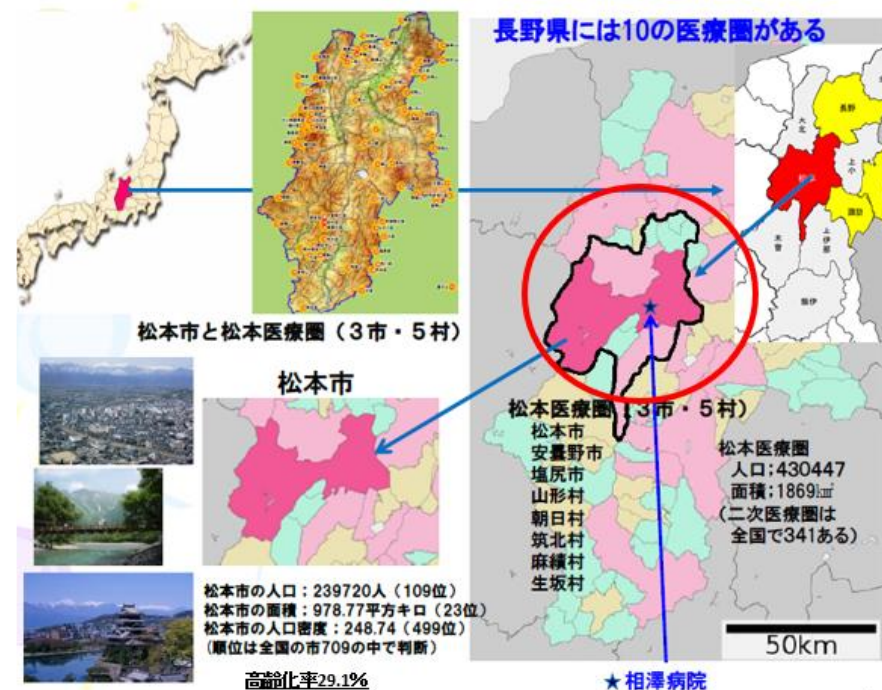 長野県には10の医療圏がある
長野
大北
上小
諏訪
木曽
上伊那
飯伊
松本市と松本医療圏（3市・5村）
松本市
松本医療圏（3市・5村）
松本市
安曇野市
塩尻市
山形村
朝日村
筑北村
麻績村
生坂村
松本医療圏
人口;430447
面積;1869㎢
(二次医療圏は
全国で341ある)
松本市の人口：239720人（109位）
松本市の面積：978.77平方キロ（23位）
松本市の人口密度：248.74（499位）
(順位は全国の市709の中で判断)
高齢化率29.1%
50km
★相澤病院